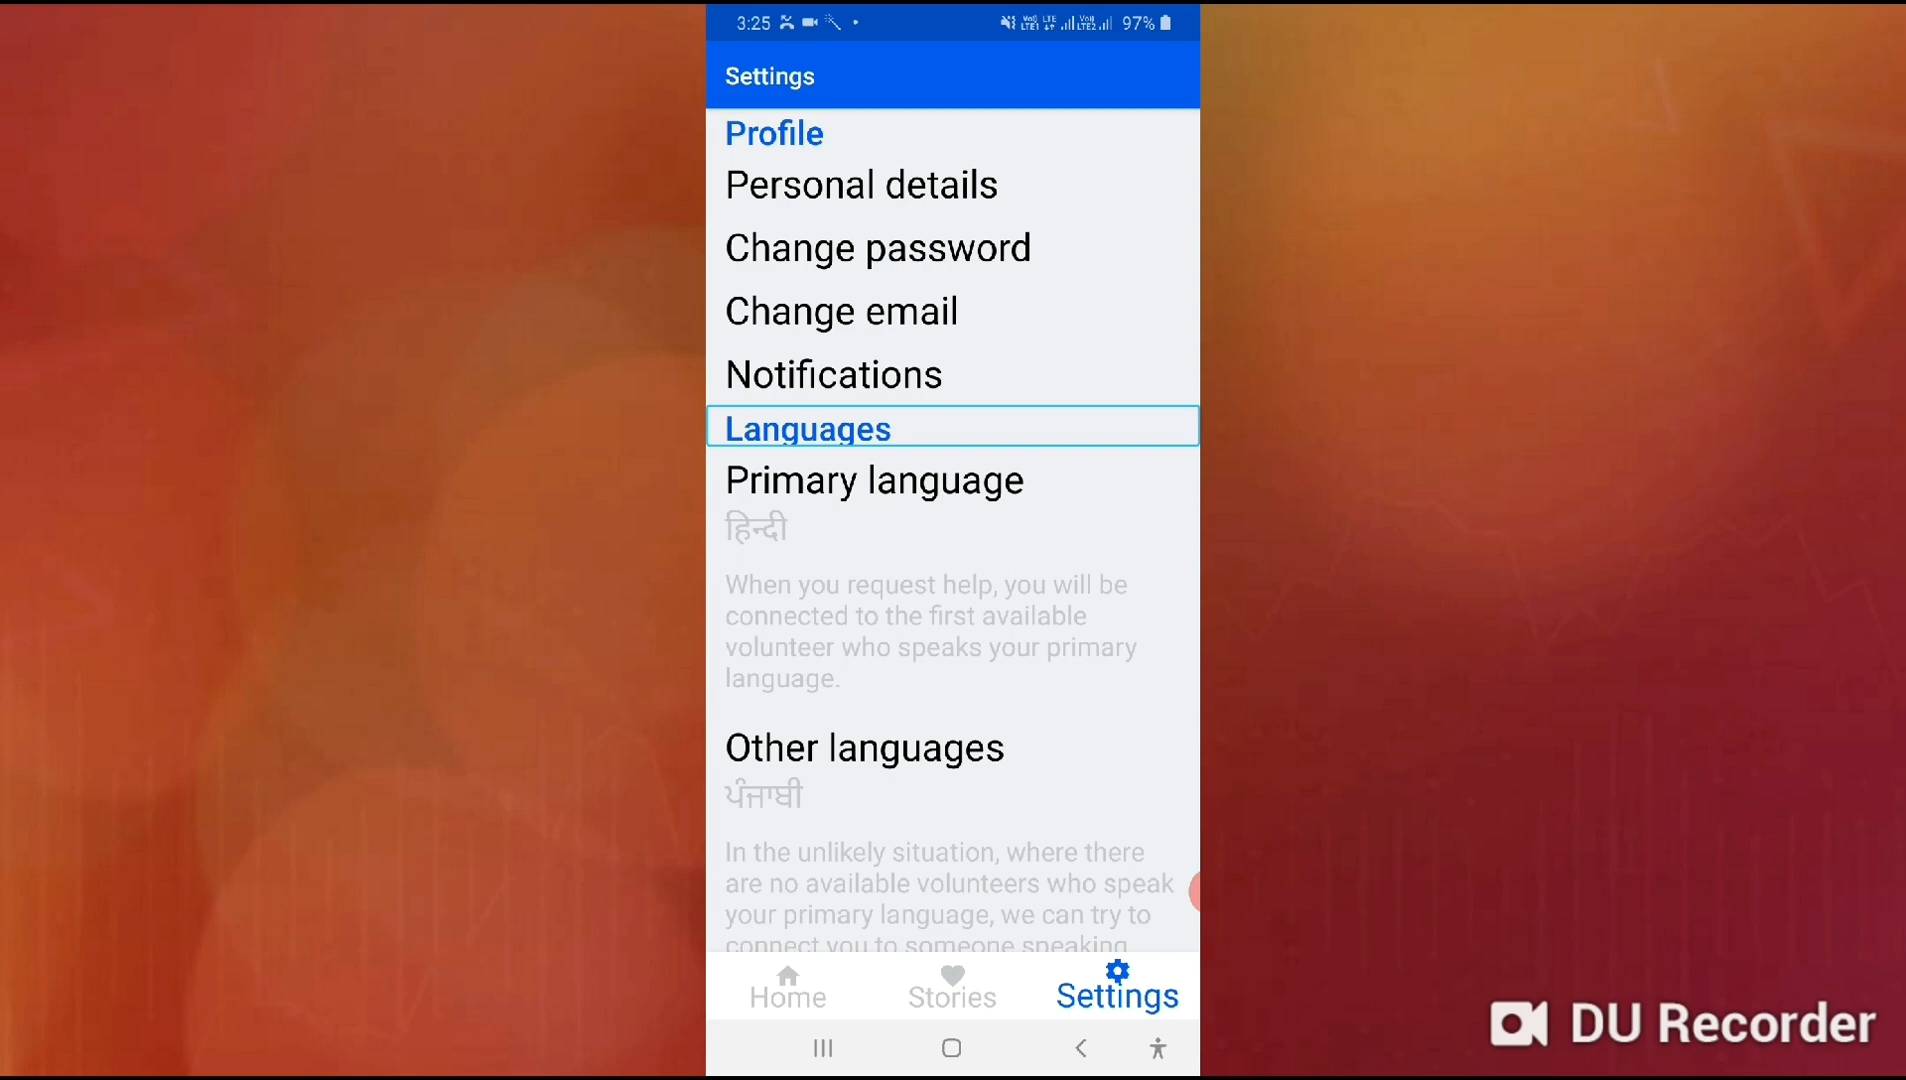 3:25
97%
Settings
Profile
Personal details
Change password
Change email
Notifications
Languages
Primary language
हिन्दी
When you request help, you will be
connected to the first available
volunteer who speaks your primary
language.
Other languages
ਪੰਜਾਬੀ
In the unlikely situation, where there
are no available volunteers who speak
your primary language, we can try to
connect you to someone speaking
Home
Stories
Settings
DU Recorder